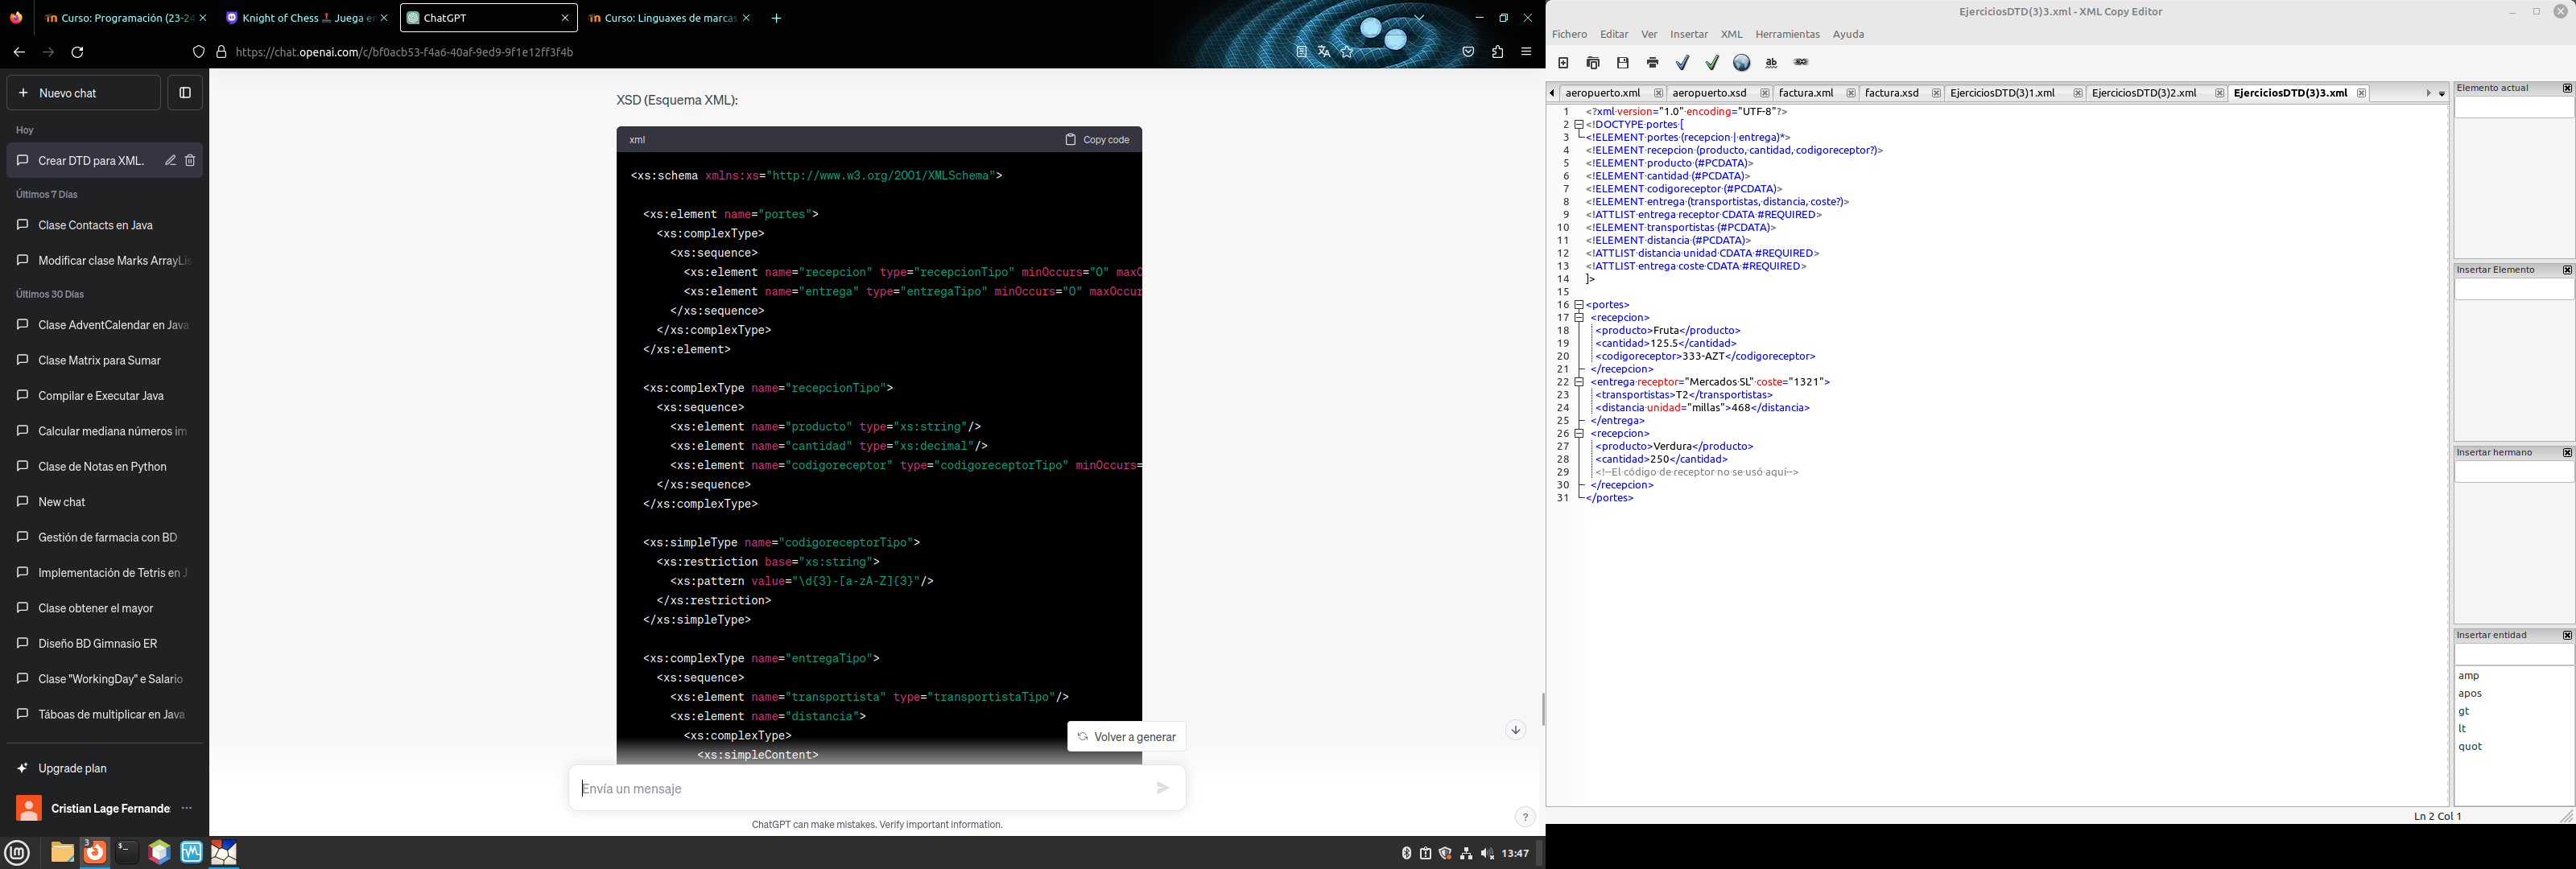 Curso: Programación (23-24
Knight of Chess
Juega en
ChatGPT
Curso: Linguaxes de marcas
https://chat.openai.com/c/bf0acb53-f4a6-40af-9ed9-9f1e12ff3f4b
Nuevo chat
Hoy
Crear DTD para XML.
Últimos 7 Días
Clase Contacts en Java
Modificar clase Marks ArrayLis
Últimos 30 Días
Clase AdventCalendar en Java
Clase Matrix para Sumar
Compilar e Executar Java
Calcular mediana números im
Clase de Notas en Python
New chat
Gestión de farmacia con BD
Implementación de Tetris en J
Clase obtener el mayor
Diseño BD Gimnasio ER
Clase "WorkingDay" e Salario
Táboas de multiplicar en Java
Upgrade plan
Cristian Lage Fernande
XSD (Esquema XML):
xml
Copy code
<xs:schema xmlns:xs="http://www.w3.org/2001/XMLSchema">
<xs:element name="portes">
<xs:complexType>
<xs:sequence>
<xs:element name="recepcion" type="recepcionTipo" minOccurs="0" maxO
<xs:element name="entrega" type="entregaTipo" minOccurs="0" maxOccur
</xs:sequence>
</xs:complexType>
</xs:element>
<xs:complexType name="recepcionTipo">
<xs:sequence>
<xs:element name="producto" type="xs:string"/>
<xs:element name="cantidad" type="xs:decimal"/>
<xs:element name="codigoreceptor" type="codigoreceptorTipo" minOccurs=
</xs:sequence>
</xs:complexType>
<xs:simpleType name="codigoreceptorTipo">
<xs:restriction base="xs:string">
<xs:pattern value="\d{3}-[a-zA-Z]{3}"/>
</xs:restriction>
</xs:simpleType>
<xs:complexType name="entregaTipo">
<xs:sequence>
<xs:element name="transportista" type="transportistaTipo"/>
<xs:element name="distancia">
<xs:complexType>
<xs:simpleContent>
Volver a generar
Envía un mensaje
ChatGPT can make mistakes. Verify important information.
?
3
13:47
EjerciciosDTD(3)3.xml - XML Copy Editor
Fichero Editar Ver Insertar XML Herramientas Ayuda
aeropuerto.xml
aeropuerto.xsd
factura.xml
factura.xsd
EjerciciosDTD(3)1.xml
EjerciciosDTD(3)2.xml
EjerciciosDTD(3)3.xml
1 <?xml version="1.0" encoding="UTF-8"?>
2 <!DOCTYPE portes [
3 <!ELEMENT portes (recepcion | entrega)*>
4 <!ELEMENT recepcion (producto, cantidad, codigoreceptor?)>
5 <!ELEMENT producto (#PCDATA)>
6 <!ELEMENT cantidad (#PCDATA)>
7 <!ELEMENT codigoreceptor (#PCDATA)>
8 <!ELEMENT entrega (transportistas, distancia, coste?)>
9 <!ATTLIST entrega receptor CDATA #REQUIRED>
10 <!ELEMENT transportistas (#PCDATA)>
11 <!ELEMENT distancia (#PCDATA)>
12 <!ATTLIST distancia unidad CDATA #REQUIRED>
13 <!ATTLIST entrega coste CDATA #REQUIRED>
14 ]>
15
16 <portes>
17 <recepcion>
18 <producto>Fruta</producto>
19 <cantidad>125.5</cantidad>
20 <codigoreceptor>333-AZT</codigoreceptor>
21 </recepcion>
22 <entrega receptor="Mercados SL" coste="1321">
23 <transportistas>T2</transportistas>
24 <distancia unidad="millas">468</distancia>
25 </entrega>
26 <recepcion>
27 <producto>Verdura</producto>
28 <cantidad>250</cantidad>
29 <!--El código de receptor no se usó aquí-->
30 </recepcion>
31 </portes>
Elemento actual
Insertar Elemento
Insertar hermano
Insertar entidad
amp
apos
gt
lt
quot
Ln 2 Col 1